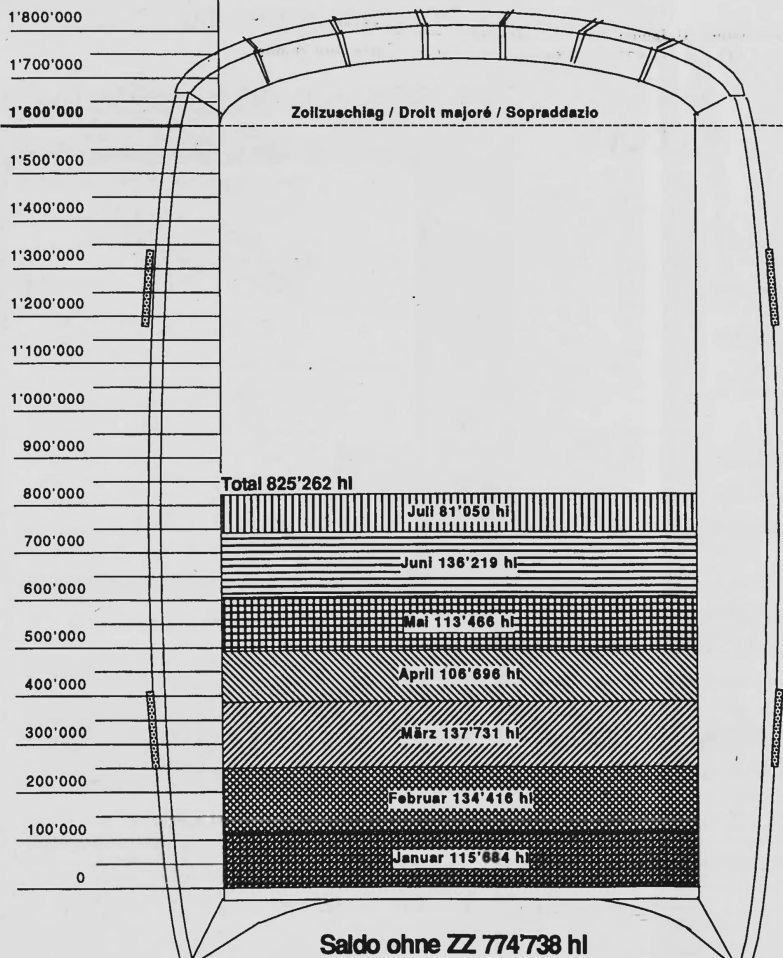 1'800'000
1'700'000
1'600'000
Zollzuschlag / Droit majoré / Sopraddazio
1'500'000
1'400'000
1'300'000
1'200'000
1'100'000
1'000'000
900'000
Total 825'262 hl
800'000
Juli 81'050 hl
700'000
Juni 136'219 hl
600'000
Mai 113'466 hl
500'000
April 106'696 hl
400'000
März 137'731 hl
300'000
200'000
Februar 134'416 hl
100'000
Januar 115'684 hl
0
Saldo ohne ZZ 774'738 hl